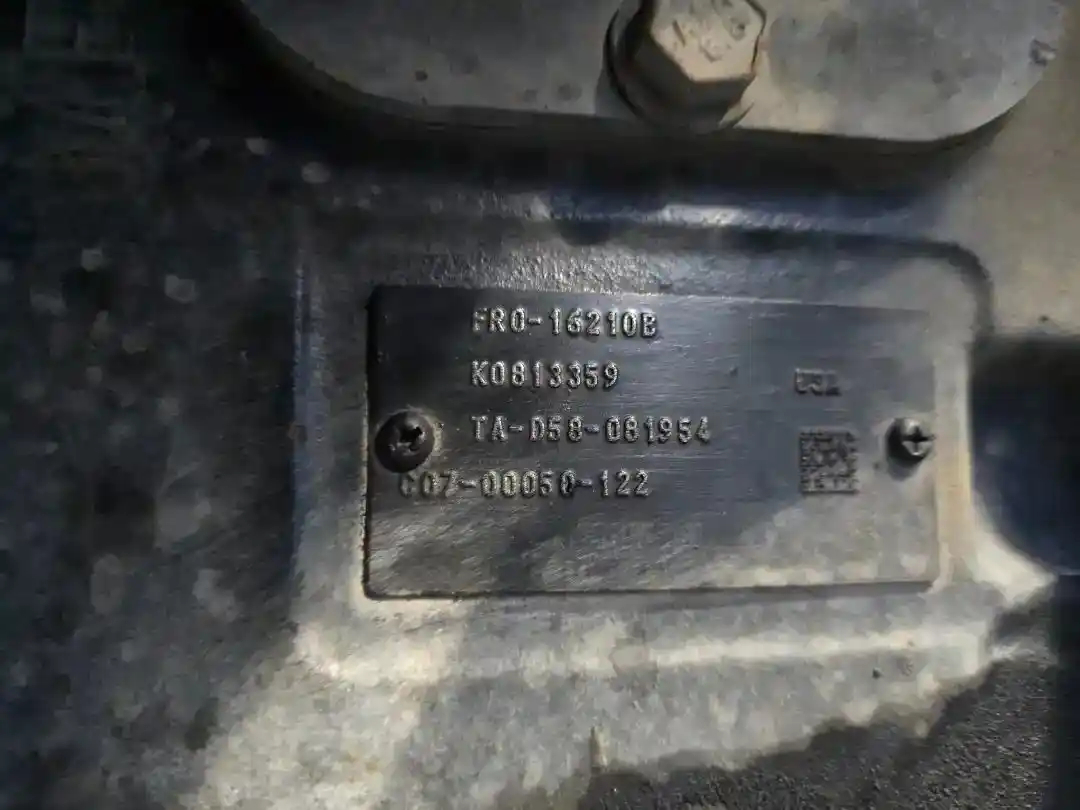 FRO-16210B
K0813359
USA
TA-D58-081954
C07-00050-122